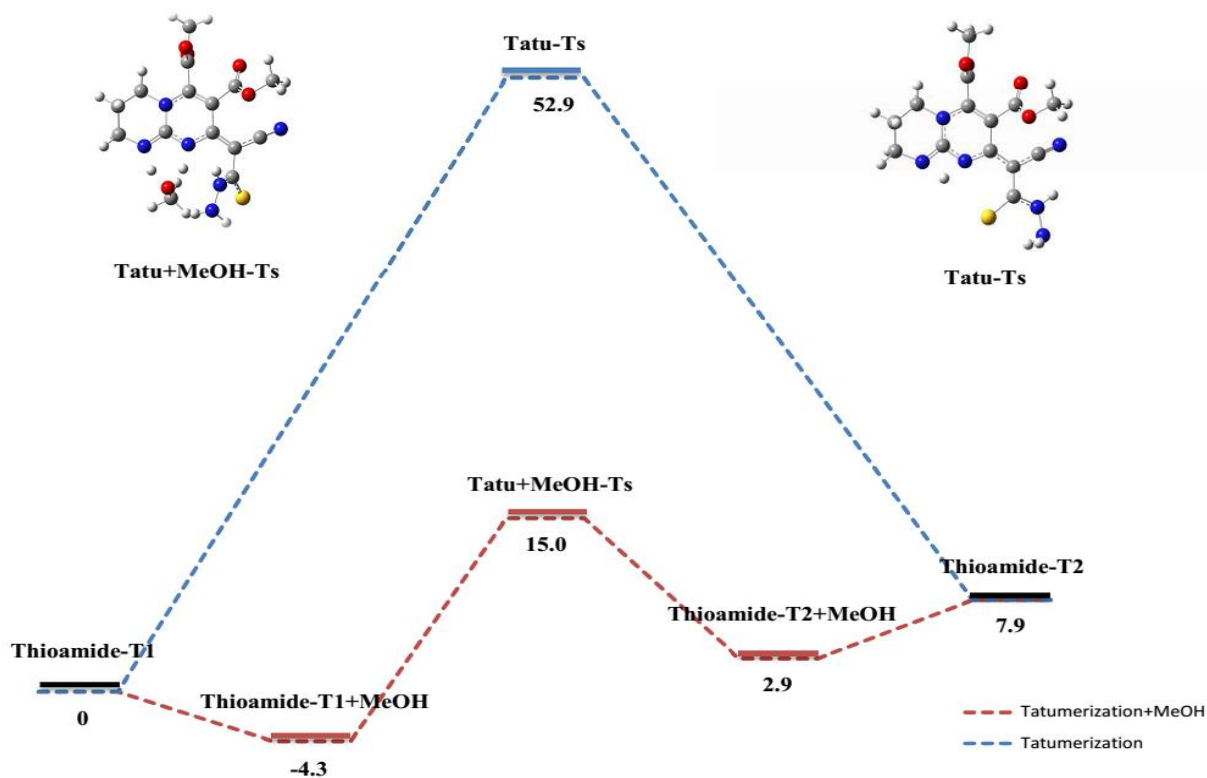 Tatu-Ts
52.9
Tatu+MeOH-Ts
Tatu-Ts
Tatu+MeOH-Ts
15.0
Thioamide-T2
7.9
Thioamide-T2+MeOH
2.9
Thioamide-T1
0
Thioamide-T1+MeOH
-4.3
Tatumerization+MeOH
Tatumerization